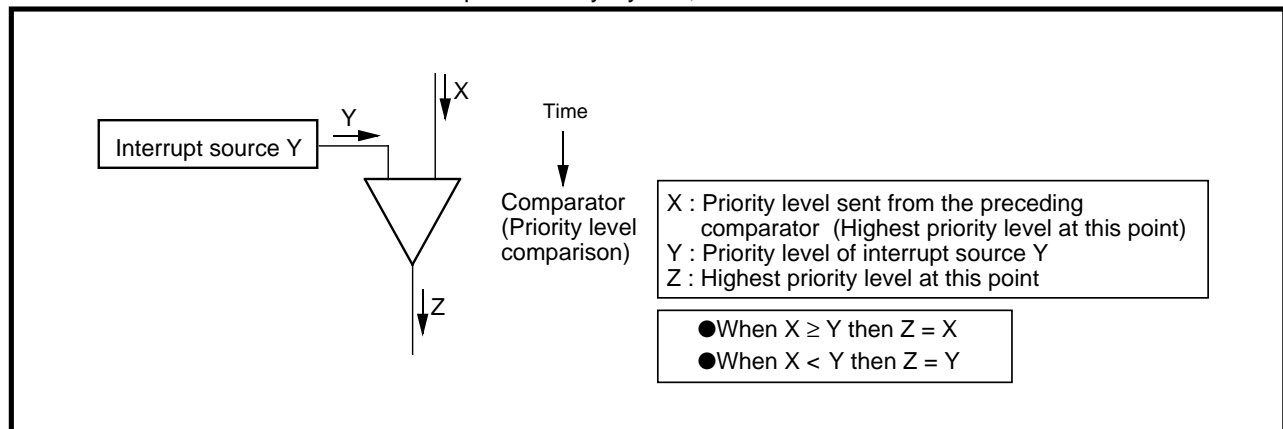 X
Time
Y
Interrupt source Y
Comparator
(Priority level
comparison)
X : Priority level sent from the preceding
comparator (Highest priority level at this point)
Y : Priority level of interrupt source Y
Z : Highest priority level at this point
Z
●When X ≥ Y then Z = X
●When X < Y then Z = Y